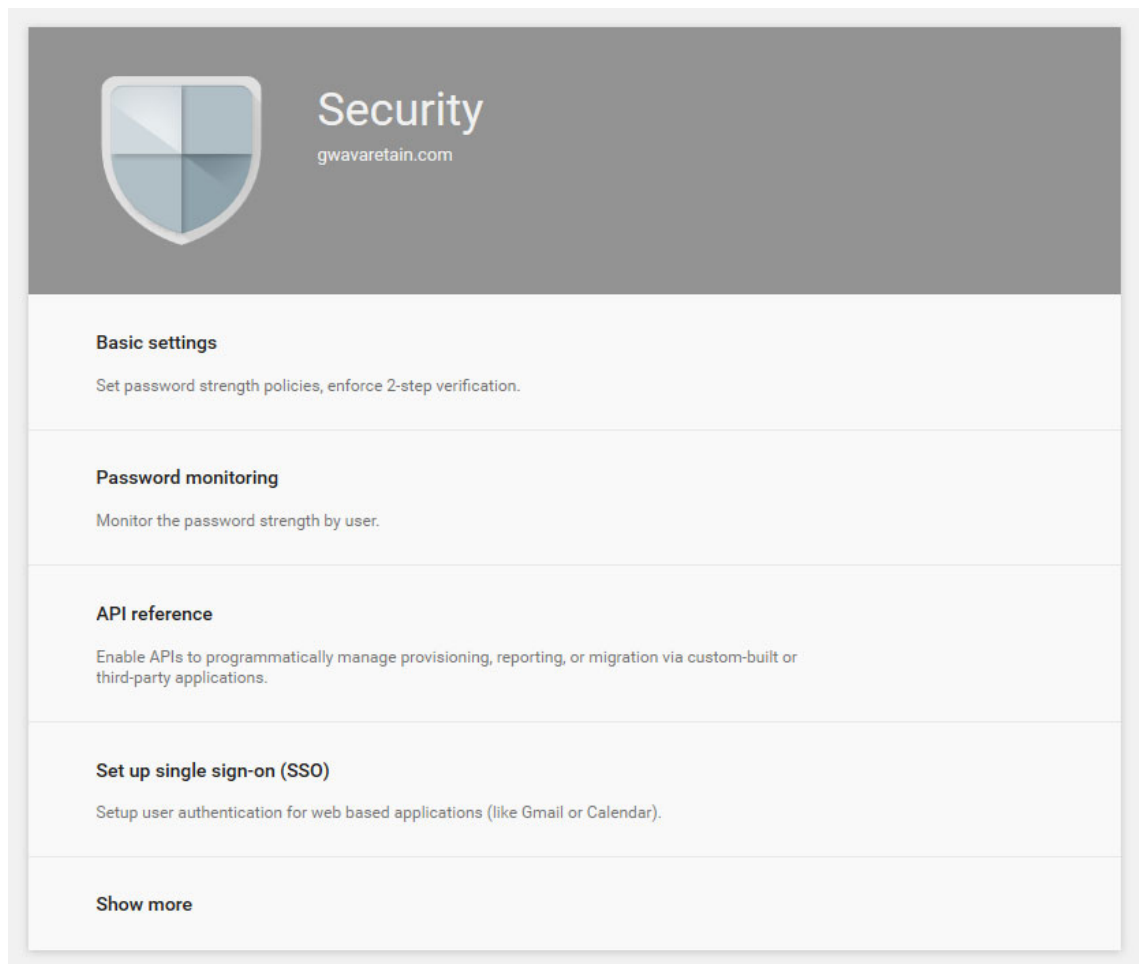 Security
gwavaretain.com
Basic settings
Set password strength policies, enforce 2-step verification.
Password monitoring
Monitor the password strength by user.
API reference
Enable APIs to programmatically manage provisioning, reporting, or migration via custom-built or
third-party applications.
Set up single sign-on (SSO)
Setup user authentication for web based applications (like Gmail or Calendar).
Show more